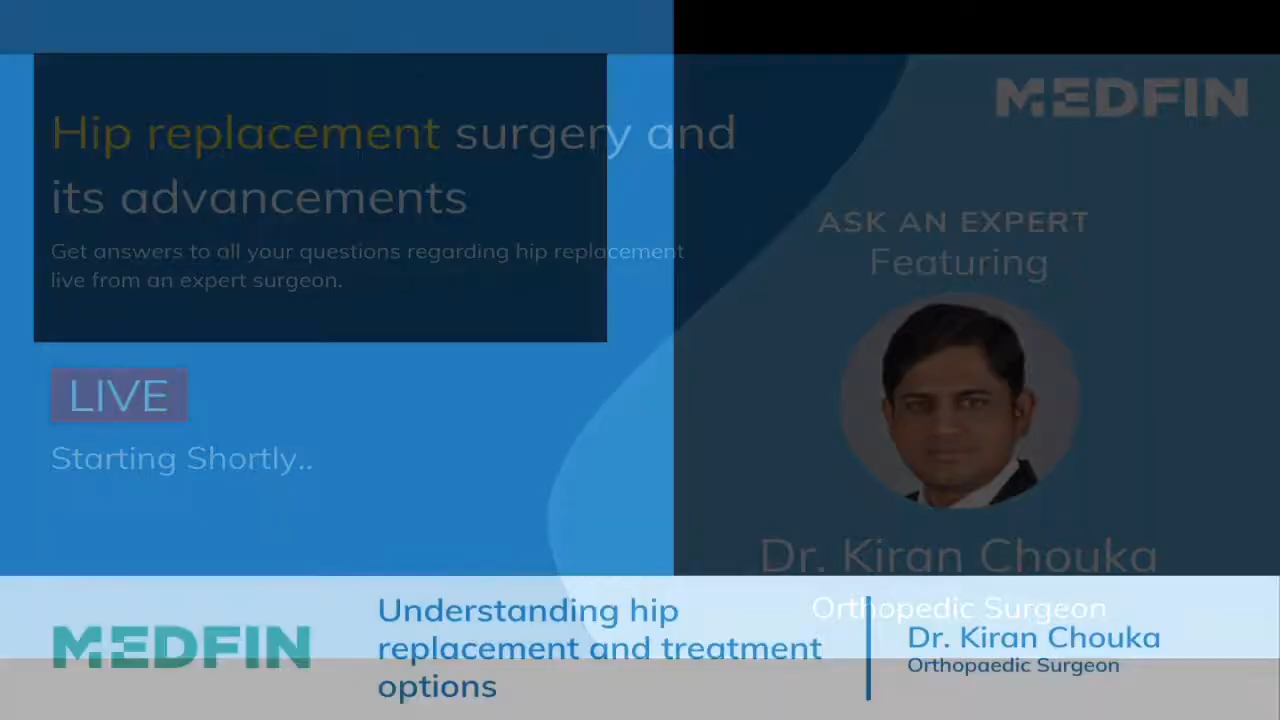 MEDFIN
Hip replacement surgery and
its advancements
Get answers to all your questions regarding hip replacement
live from an expert surgeon.
LIVE
Starting Shortly..
ASK AN EXPERT
Featuring
Dr. Kiran Chouka
Orthopedic Surgeon
MEDFIN
Understanding hip
replacement and treatment
options
Dr. Kiran Chouka
Orthopaedic Surgeon